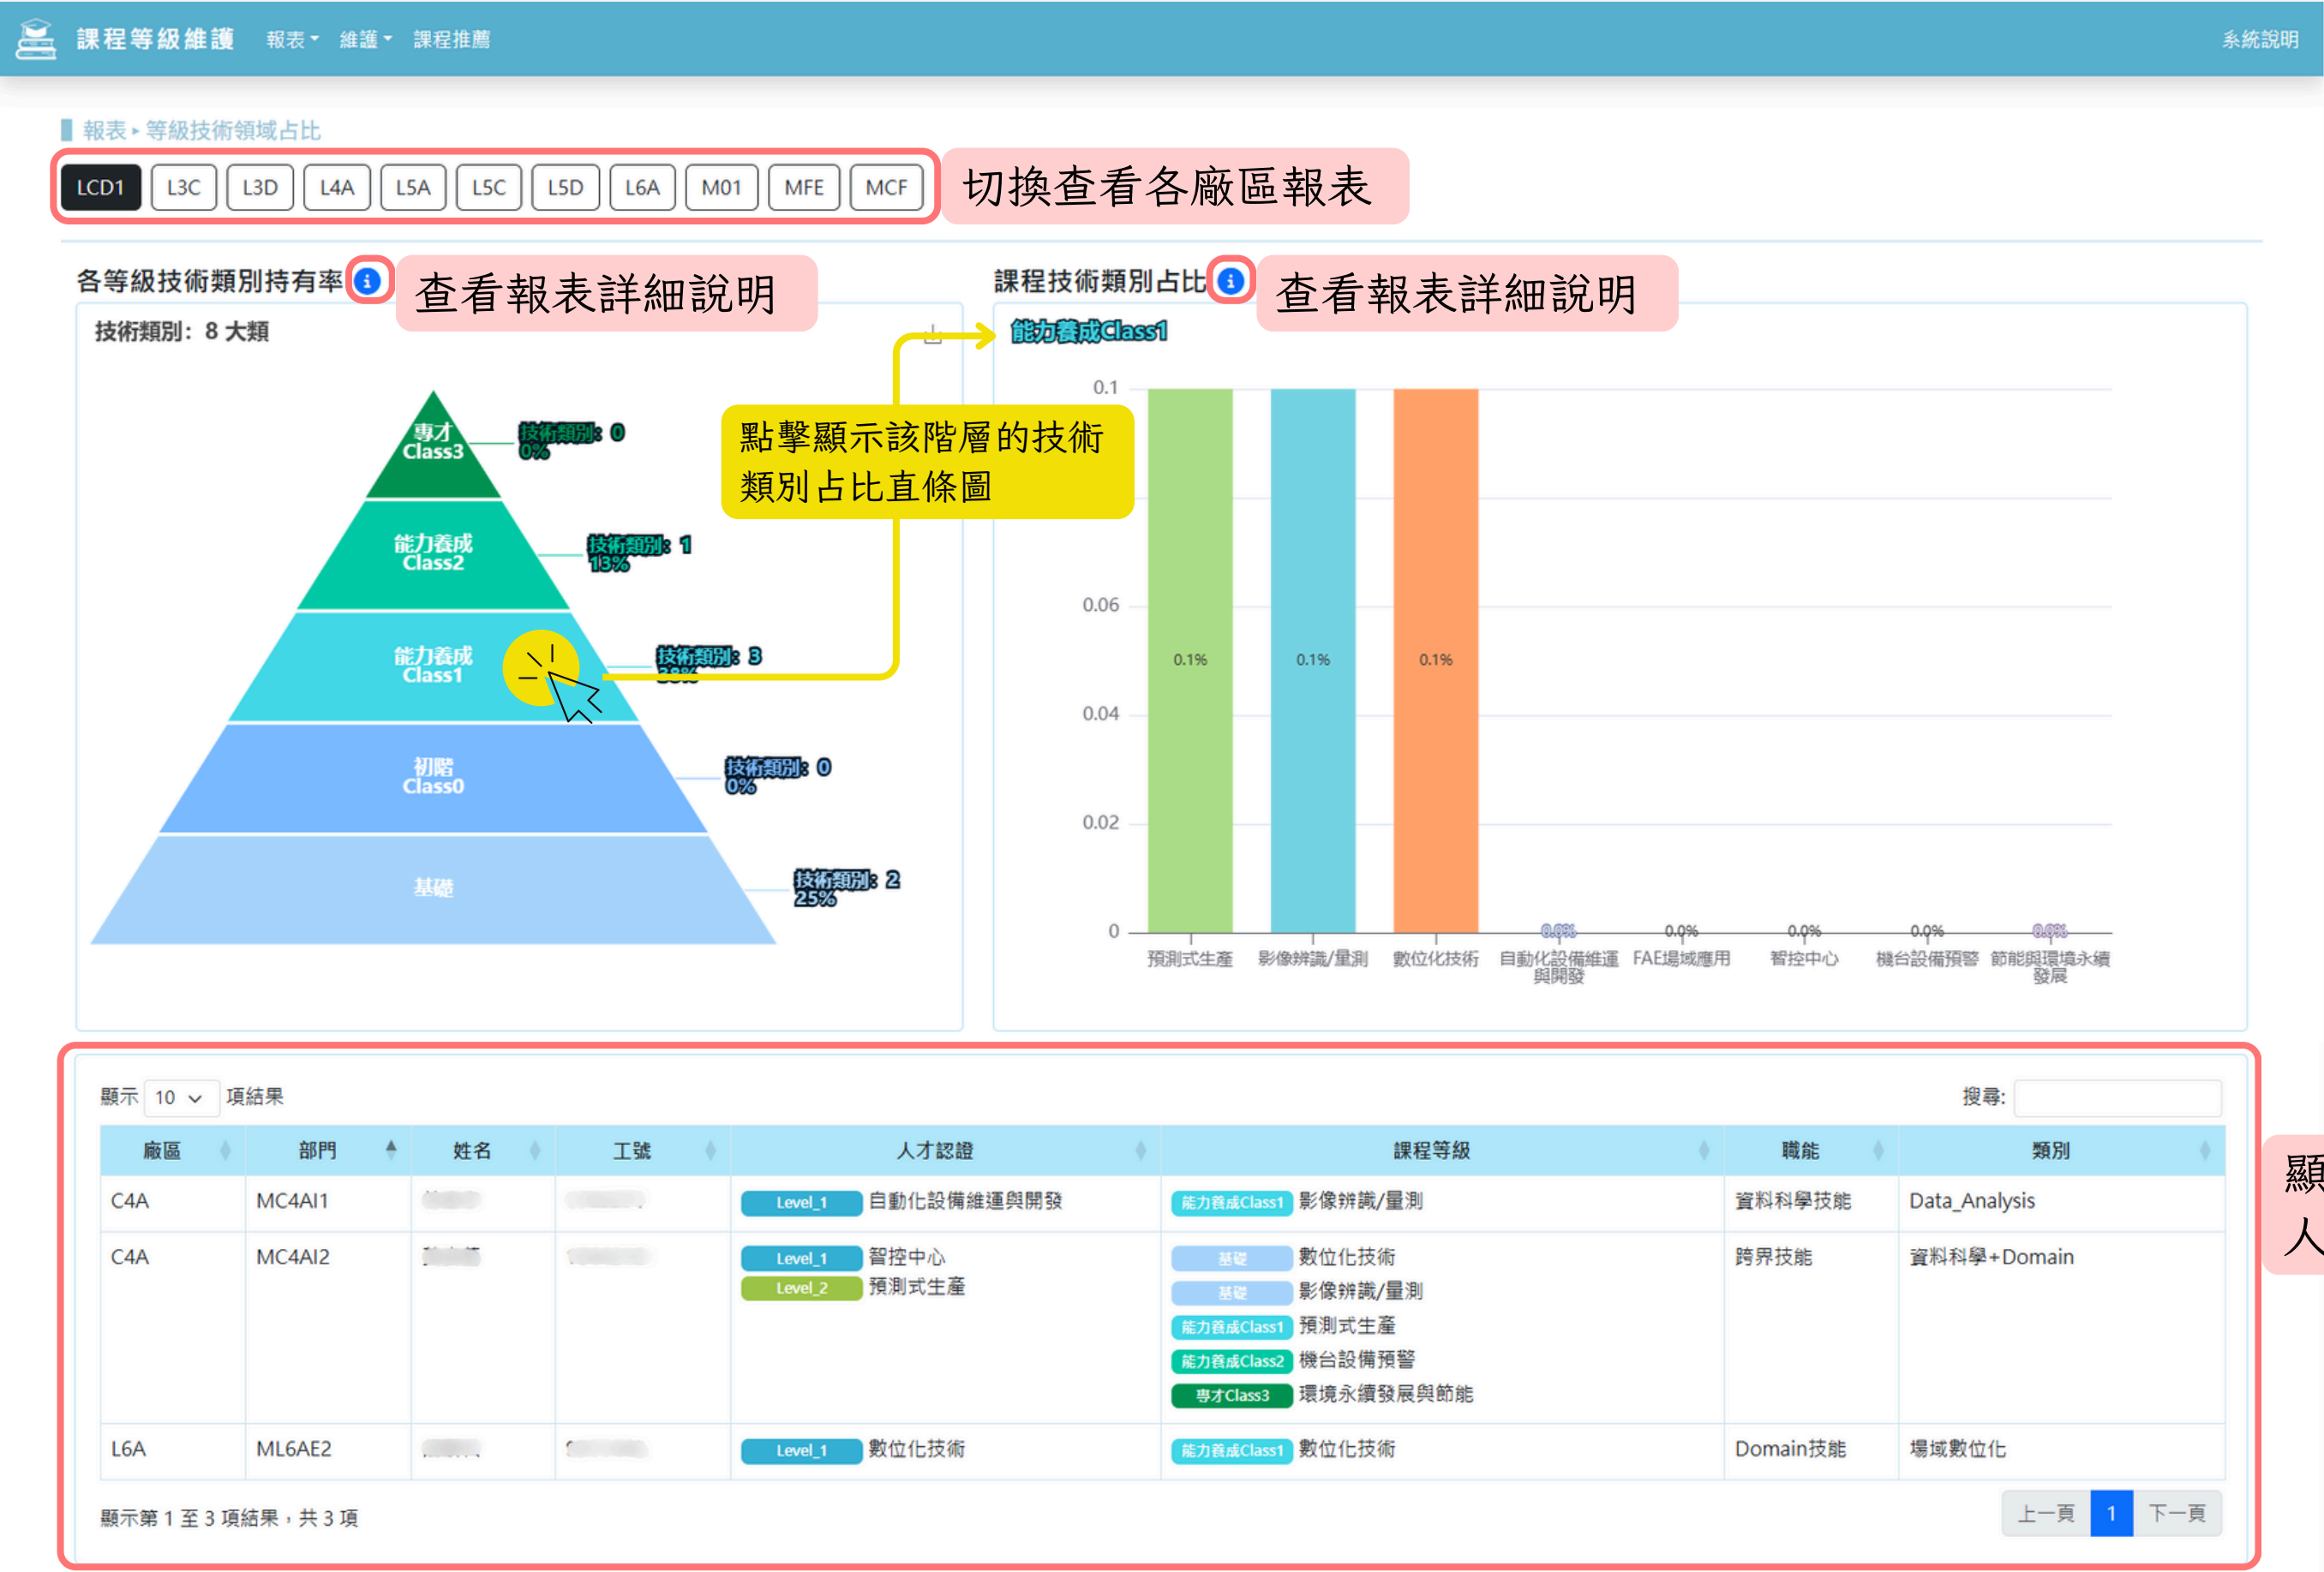 課程等級維護 報表 維護 課程推薦 系統說明
報表 ▸ 等級技術領域占比
LCD1 L3C L3D L4A L5A L5C L5D L6A M01 MFE MCF
切換查看各廠區報表
各等級技術類別持有率
查看報表詳細說明
技術類別: 8 大類
專才
Class3
技術類別: 0
0%
能力養成
Class2
技術類別: 1
13%
能力養成
Class1
技術類別: 3
38%
初階
Class0
技術類別: 0
0%
基礎
技術類別: 2
25%
點擊顯示該階層的技術
類別占比直條圖
課程技術類別占比
查看報表詳細說明
能力養成Class1
0.1
0.06
0.04
0.02
0
0.1% 0.1% 0.1% 0.0% 0.0% 0.0% 0.0% 0.0%
預測式生產 影像辨識/量測 數位化技術 自動化設備維運 FAE場域應用 智控中心 機台設備預警 節能與環境永續
與開發 發展
顯示 10 項結果 搜尋:
廠區 部門 姓名 工號 人才認證 課程等級 職能 類別
C4A MC4AI1 Level_1 自動化設備維運與開發 能力養成Class1 影像辨識/量測 資料科學技能 Data_Analysis
C4A MC4AI2 Level_1 智控中心 基礎 數位化技術 跨界技能 資料科學+Domain
Level_2 預測式生產 基礎 影像辨識/量測
能力養成Class1 預測式生產
能力養成Class2 機台設備預警
專才Class3 環境永續發展與節能
L6A ML6AE2 Level_1 數位化技術 能力養成Class1 數位化技術 Domain技能 場域數位化
顯示第 1 至 3 項結果，共 3 項
上一頁 1 下一頁
顯
人